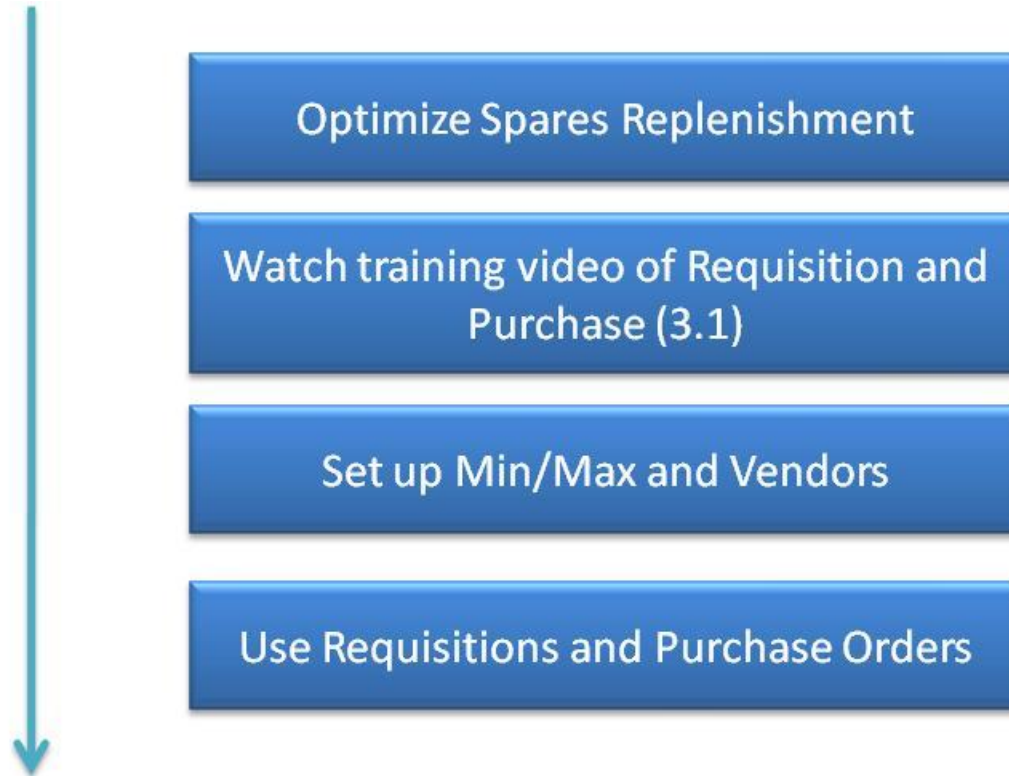 Optimize Spares Replenishment
Watch training video of Requisition and
Purchase (3.1)
Set up Min/Max and Vendors
Use Requisitions and Purchase Orders